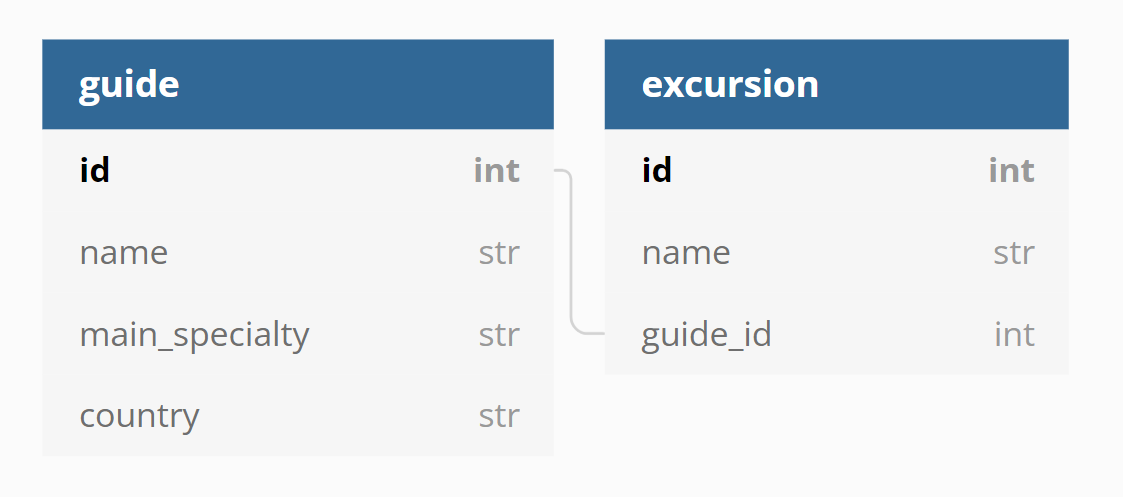 guide
id int
name str
main_specialty str
country str
excursion
id int
name str
guide_id int